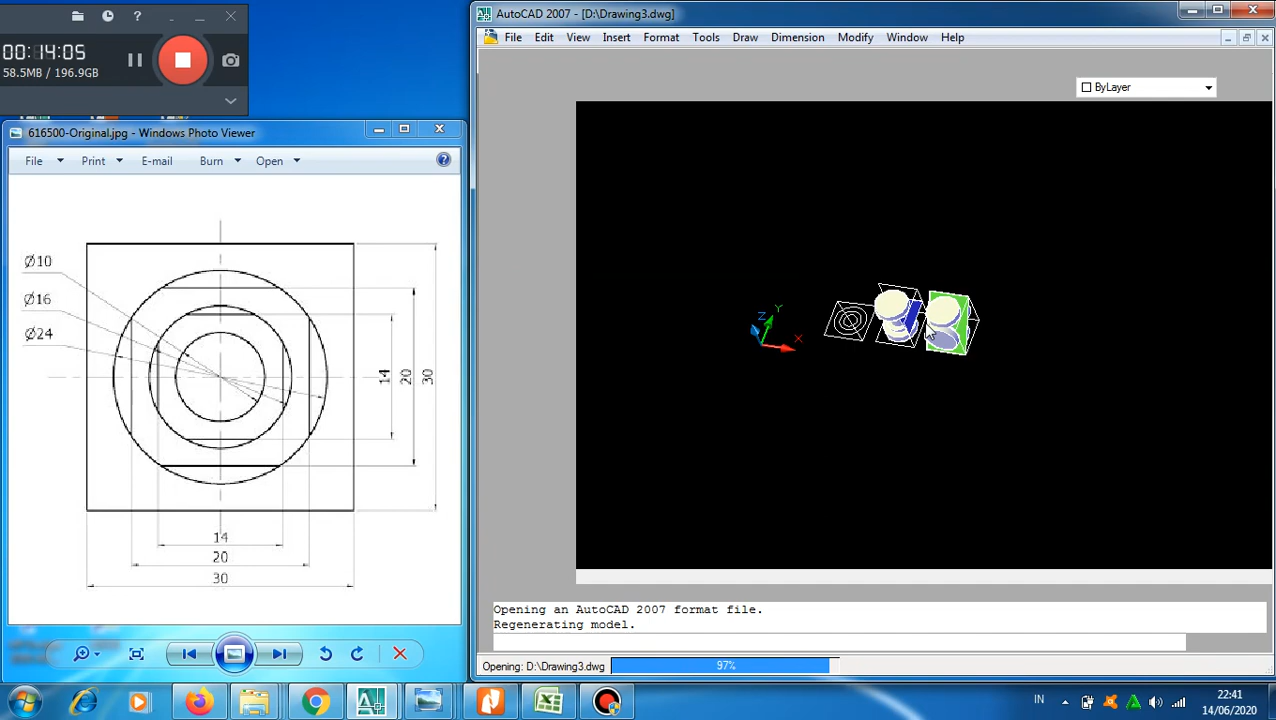 00:14:05
58.5MB / 196.9GB
616500-Original.jpg - Windows Photo Viewer
File Print E-mail Burn Open
Ø10
Ø16
Ø24
14 20 30
14
20
30
AutoCAD 2007 - [D:\Drawing3.dwg]
File Edit View Insert Format Tools Draw Dimension Modify Window Help
ByLayer
Z Y X
Opening an AutoCAD 2007 format file.
Regenerating model.
Opening: D:\Drawing3.dwg 97%
IN
22:41
14/06/2020